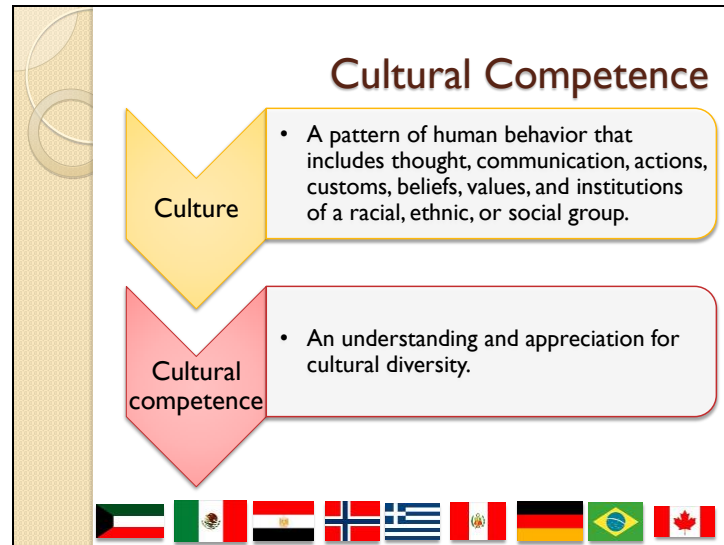 Cultural Competence
Culture
• A pattern of human behavior that
includes thought, communication, actions,
customs, beliefs, values, and institutions
of a racial, ethnic, or social group.
Cultural
competence
• An understanding and appreciation for
cultural diversity.